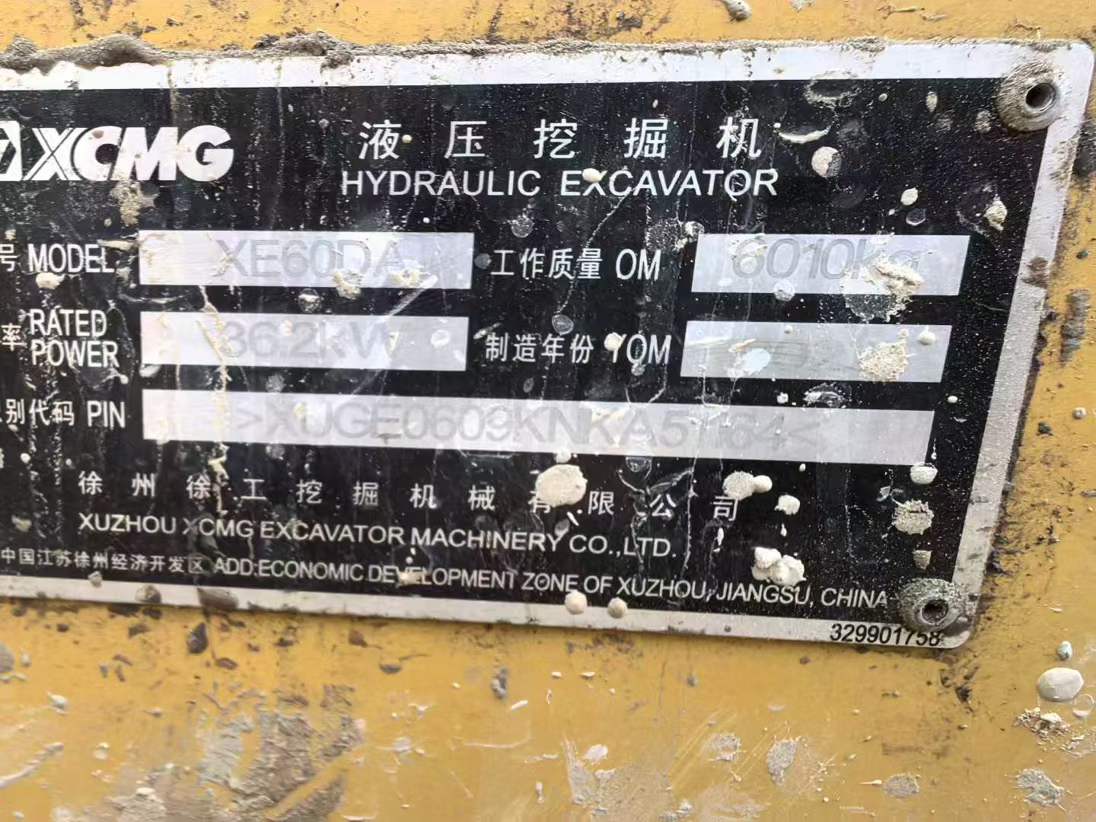 XCMG
液压挖掘机
HYDRAULIC EXCAVATOR
号 MODEL XE60DA 工作质量 OM 6010Kg
率 RATED POWER 36.2kW 制造年份 YOM
别代码 PIN
徐州徐工挖掘机械有限公司
XUZHOU XCMG EXCAVATOR MACHINERY CO.,LTD.
中国江苏徐州经济开发区 ADD:ECONOMIC DEVELOPMENT ZONE OF XUZHOU, JIANGSU, CHINA
329901758